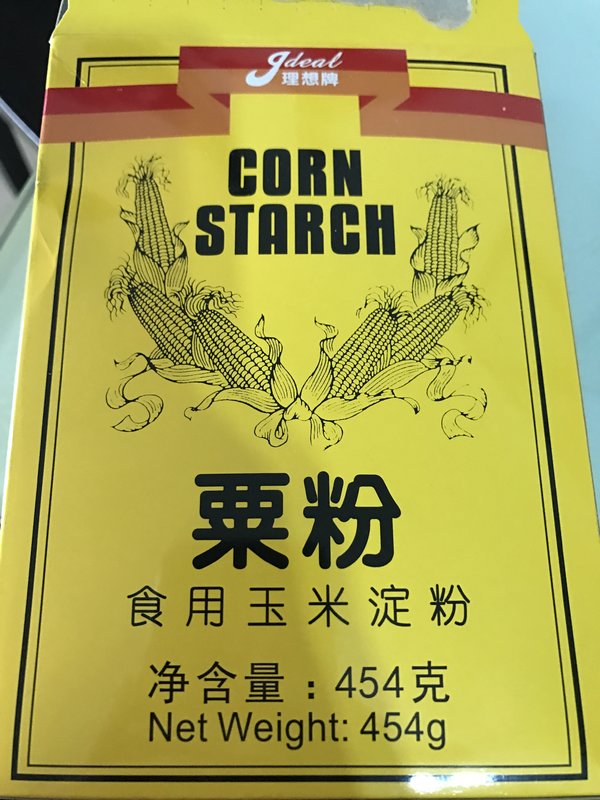 Ideal
理想牌
CORN
STARCH
粟粉
食用玉米淀粉
净含量：454克
Net Weight: 454g